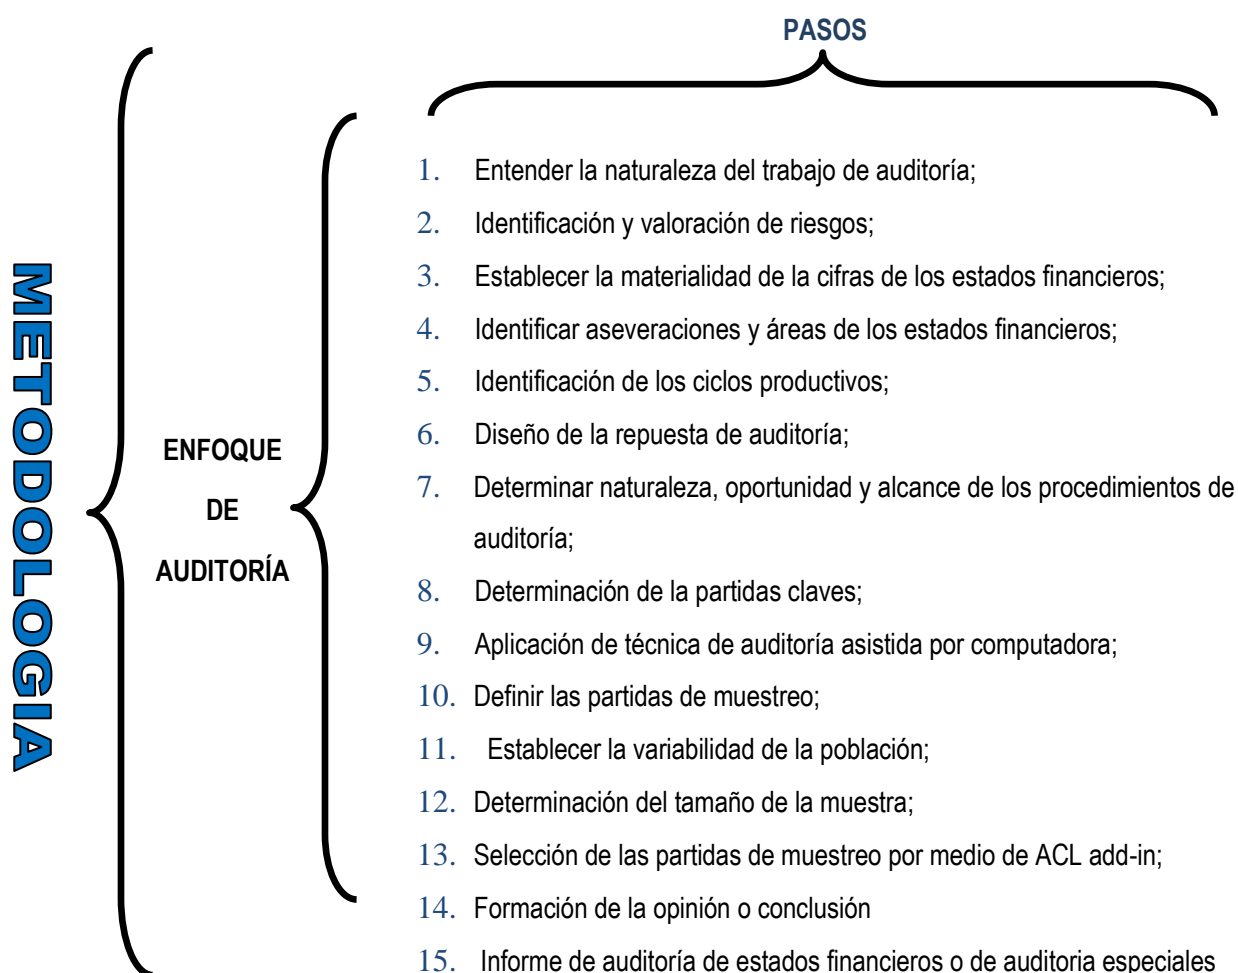 PASOS
METODOLOGIA
ENFOQUE
DE
AUDITORÍA
1. Entender la naturaleza del trabajo de auditoría;
2. Identificación y valoración de riesgos;
3. Establecer la materialidad de la cifras de los estados financieros;
4. Identificar aseveraciones y áreas de los estados financieros;
5. Identificación de los ciclos productivos;
6. Diseño de la repuesta de auditoría;
7. Determinar naturaleza, oportunidad y alcance de los procedimientos de
auditoría;
8. Determinación de la partidas claves;
9. Aplicación de técnica de auditoría asistida por computadora;
10. Definir las partidas de muestreo;
11. Establecer la variabilidad de la población;
12. Determinación del tamaño de la muestra;
13. Selección de las partidas de muestreo por medio de ACL add-in;
14. Formación de la opinión o conclusión
15. Informe de auditoría de estados financieros o de auditoria especiales